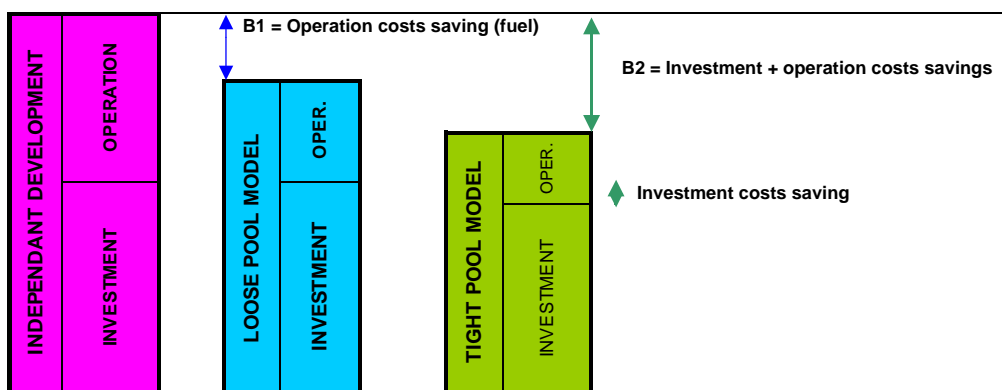 INDEPENDANT DEVELOPMENT
OPERATION
INVESTMENT
B1 = Operation costs saving (fuel)
LOOSE POOL MODEL
OPER.
INVESTMENT
TIGHT POOL MODEL
OPER.
INVESTMENT
B2 = Investment + operation costs savings
Investment costs saving